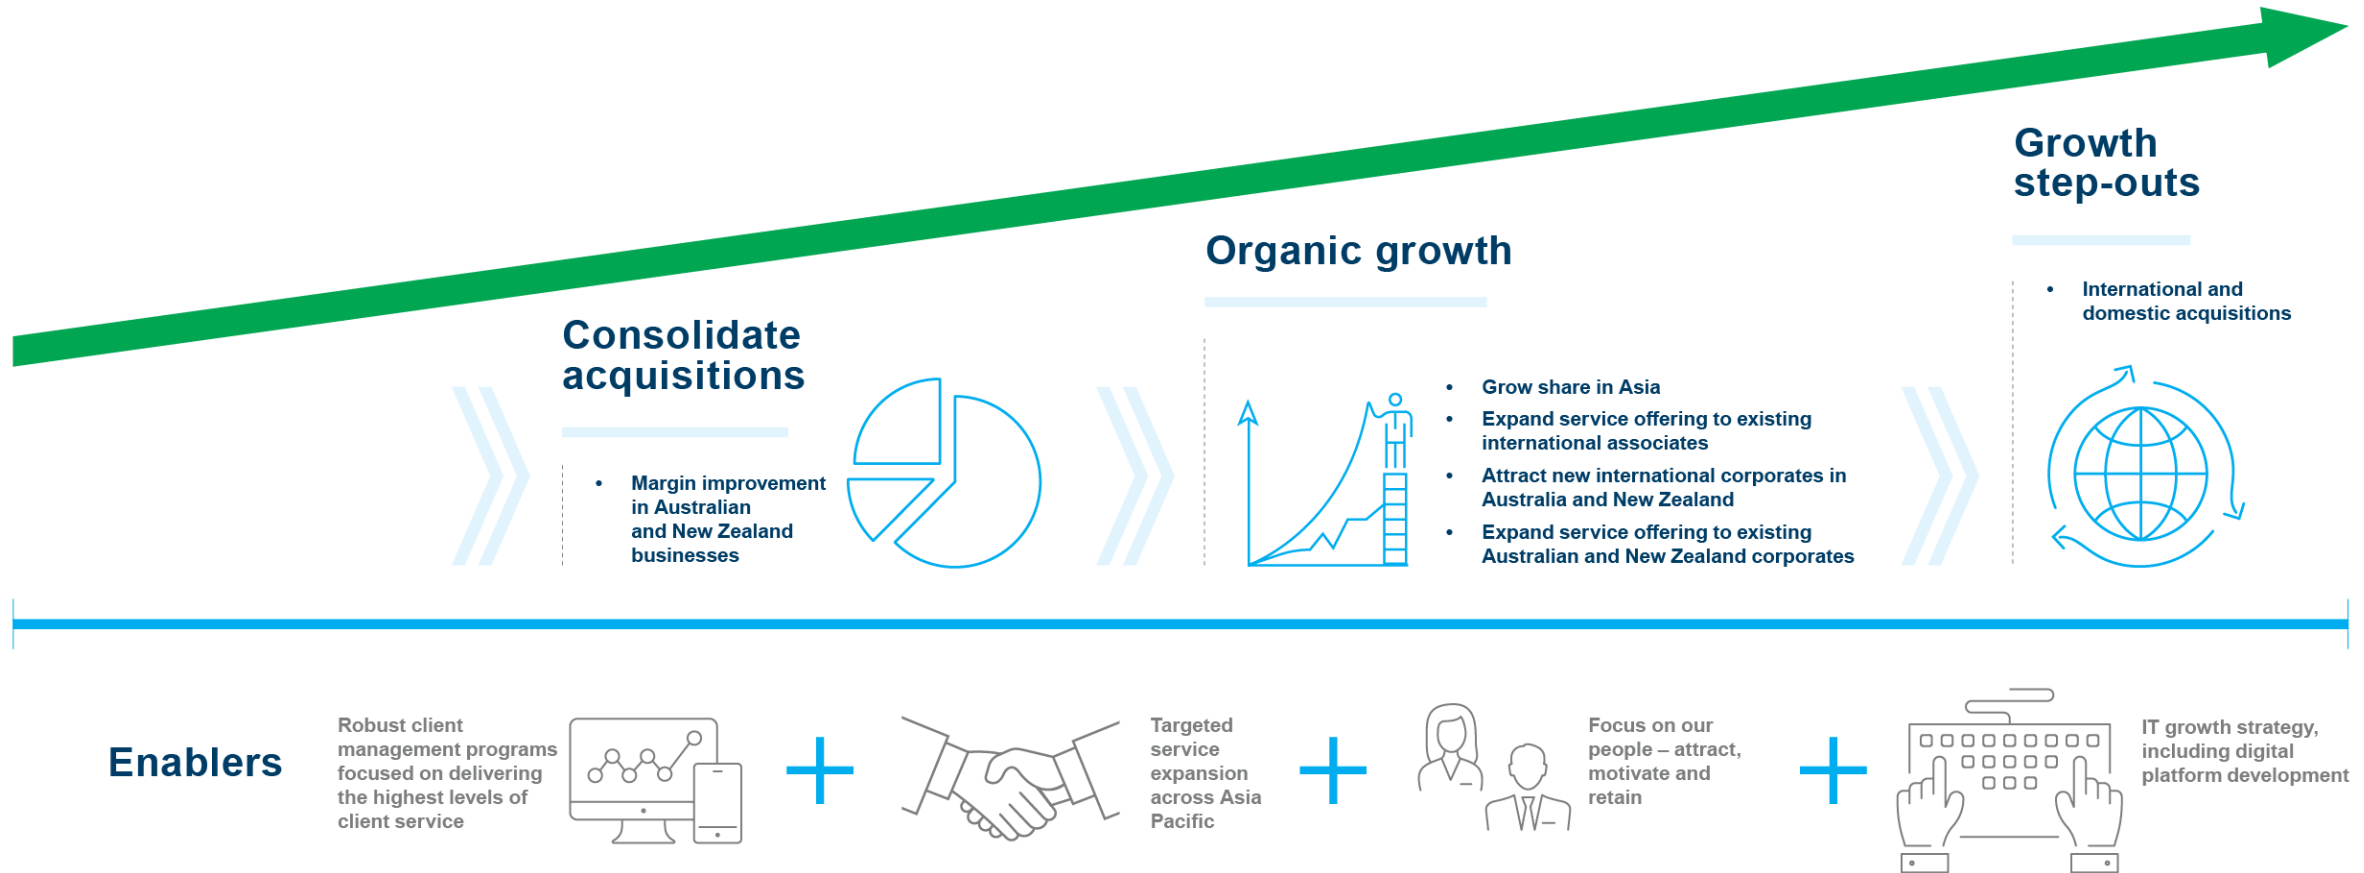 Growth
step-outs
• International and
domestic acquisitions
Organic growth
• Grow share in Asia
• Expand service offering to existing
international associates
• Attract new international corporates in
Australia and New Zealand
• Expand service offering to existing
Australian and New Zealand corporates
Consolidate
acquisitions
• Margin improvement
in Australian
and New Zealand
businesses
Enablers
Robust client
management programs
focused on delivering
the highest levels of
client service
Targeted
service
expansion
across Asia
Pacific
Focus on our
people – attract,
motivate and
retain
IT growth strategy,
including digital
platform development